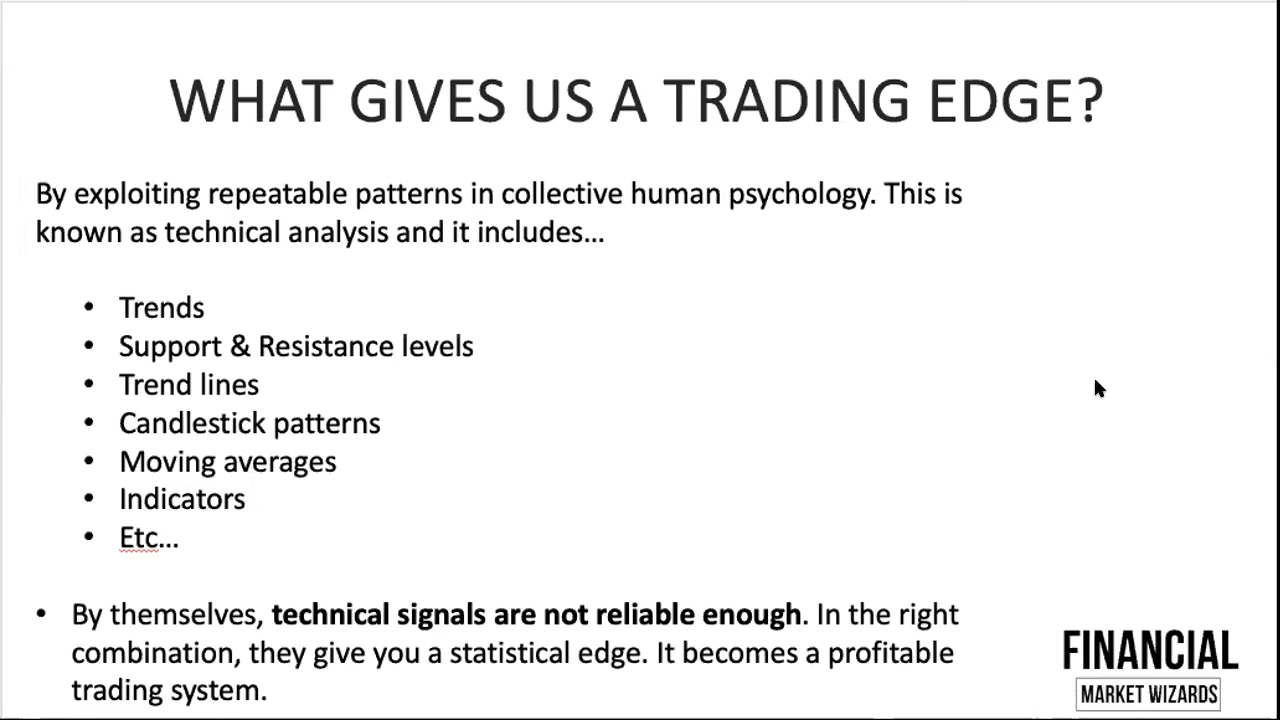 WHAT GIVES US A TRADING EDGE?
By exploiting repeatable patterns in collective human psychology. This is
known as technical analysis and it includes...
• Trends
• Support & Resistance levels
• Trend lines
• Candlestick patterns
• Moving averages
• Indicators
• Etc...
• By themselves, technical signals are not reliable enough. In the right
combination, they give you a statistical edge. It becomes a profitable
trading system.
FINANCIAL
MARKET WIZARDS